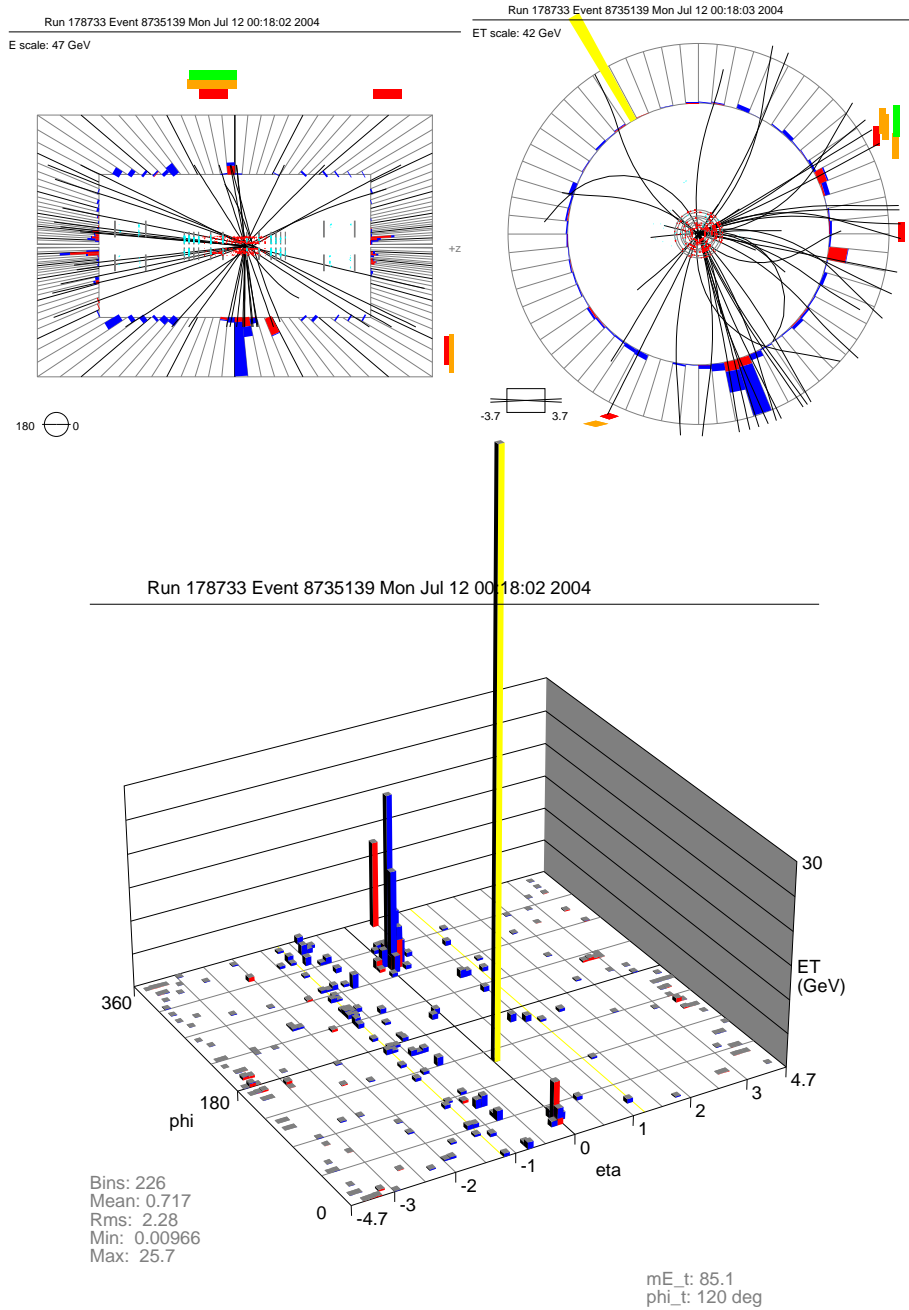 Run 178733 Event 8735139 Mon Jul 12 00:18:02 2004
E scale: 47 GeV
+z
180 0
Run 178733 Event 8735139 Mon Jul 12 00:18:03 2004
ET scale: 42 GeV
-3.7 3.7
Run 178733 Event 8735139 Mon Jul 12 00:18:02 2004
30
ET
(GeV)
360
180
phi
0
-4.7
-3
-2
-1
0
1
2
3
4.7
eta
Bins: 226
Mean: 0.717
Rms: 2.28
Min: 0.00966
Max: 25.7
mE_t: 85.1
phi_t: 120 deg